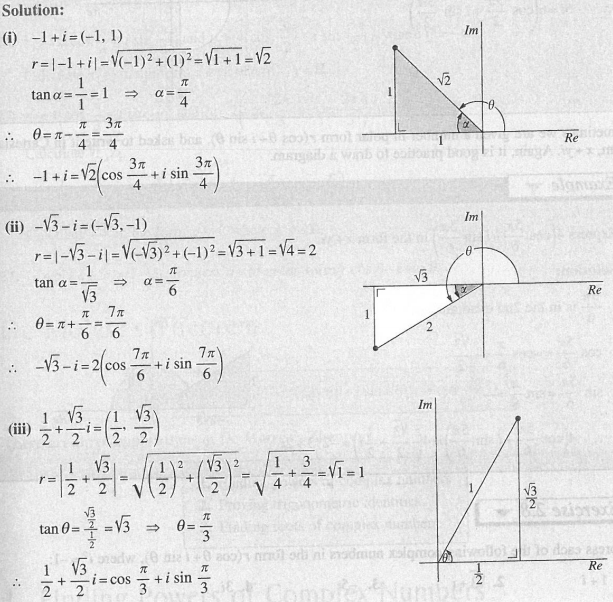 Solution:
(i) −1 + i = (−1, 1)
r = |−1 + i| = √((−1)² + (1)²) = √(1 + 1) = √2
tan α = 1/1 = 1 ⇒ α = π/4
∴ θ = π − π/4 = 3π/4
∴ −1 + i = √2(cos 3π/4 + i sin 3π/4)
Im
√2
1
α
θ
1
Re
(ii) −√3 − i = (−√3, −1)
r = |−√3 − i| = √((−√3)² + (−1)²) = √(3 + 1) = √4 = 2
tan α = 1/√3 ⇒ α = π/6
∴ θ = π + π/6 = 7π/6
∴ −√3 − i = 2(cos 7π/6 + i sin 7π/6)
Im
θ
√3
α
Re
1
2
(iii) 1/2 + √3/2 i = (1/2, √3/2)
r = |1/2 + √3/2| = √((1/2)² + (√3/2)²) = √(1/4 + 3/4) = √1 = 1
tan θ = (√3/2)/(1/2) = √3 ⇒ θ = π/3
∴ 1/2 + √3/2 i = cos π/3 + i sin π/3
Im
1
√3/2
θ
1/2
Re